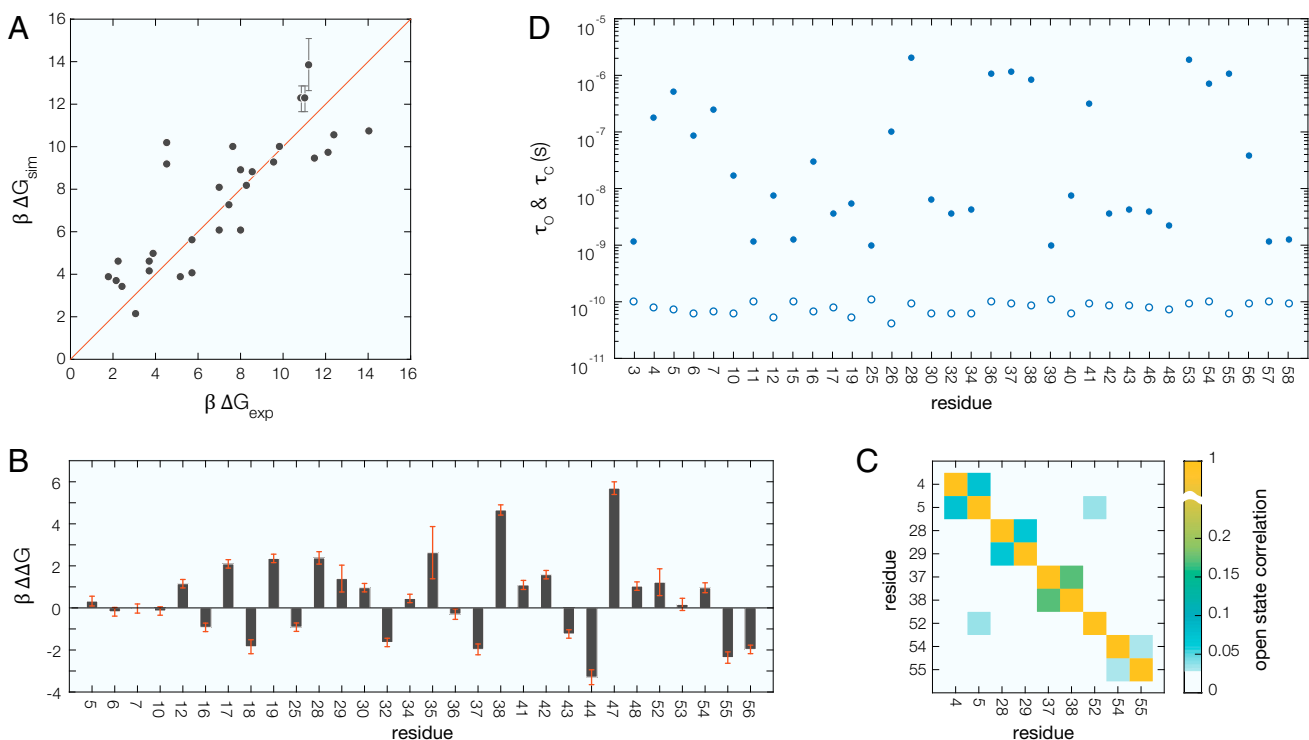 A
16
14
12
10
8
6
4
2
0
0 2 4 6 8 10 12 14 16
β ΔG_sim
β ΔG_exp
D
10^-5
10^-6
10^-7
10^-8
10^-9
10^-10
10^-11
τ_O & τ_C (s)
3 4 5 6 7 10 11 12 15 16 17 19 25 26 28 30 32 34 36 37 38 39 40 41 42 43 46 48 53 54 55 56 57 58
residue
B
6
4
2
0
-2
-4
β ΔΔG
5 6 7 10 12 16 17 18 19 25 28 29 30 32 34 35 36 37 38 41 42 43 44 47 48 52 53 54 55 56
residue
C
4
5
28
29
37
38
52
54
55
residue
4 5 28 29 37 38 52 54 55
residue
1
0.2
0.15
0.1
0.05
0
open state correlation